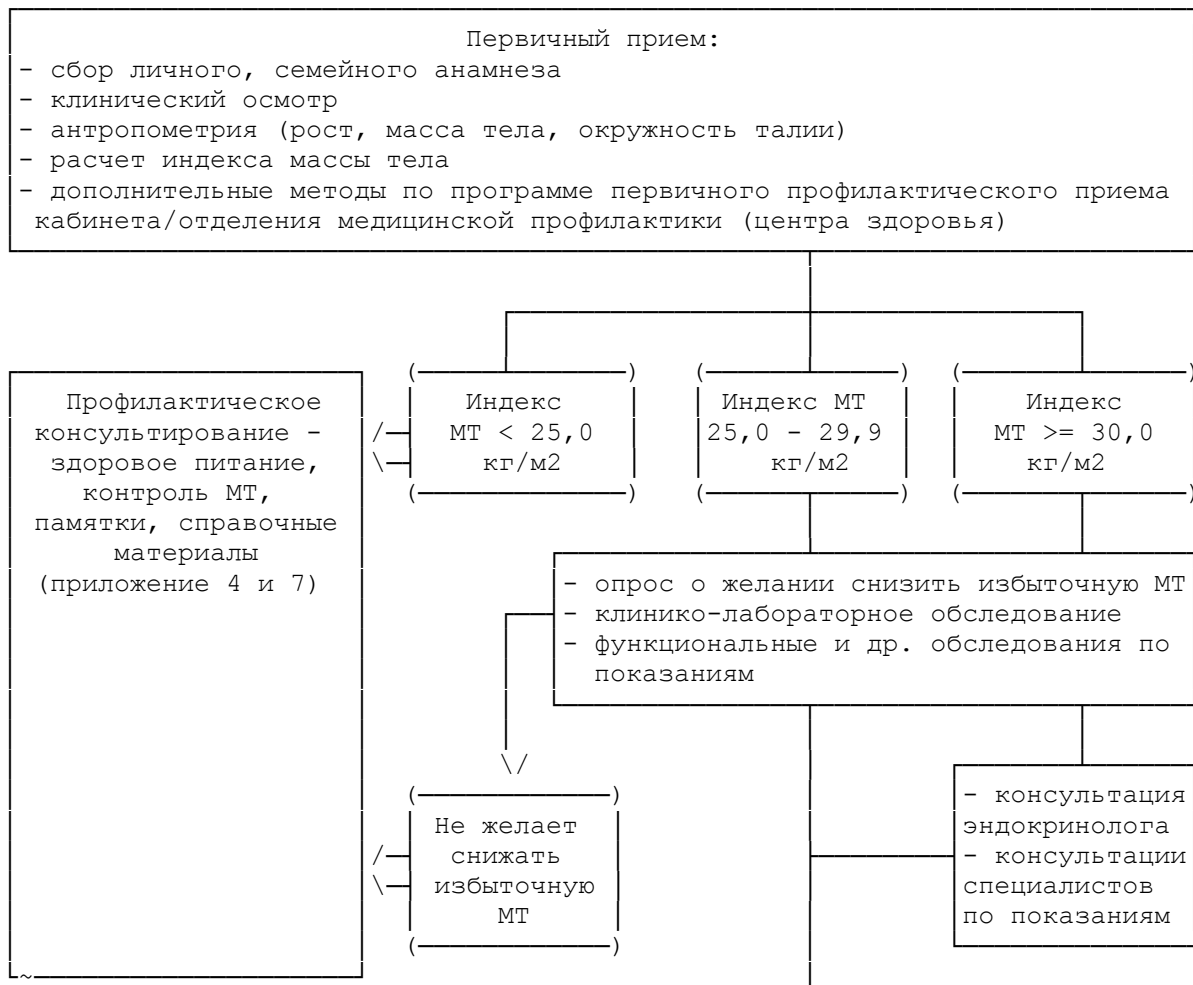 Первичный прием:
- сбор личного, семейного анамнеза
- клинический осмотр
- антропометрия (рост, масса тела, окружность талии)
- расчет индекса массы тела
- дополнительные методы по программе первичного профилактического приема
кабинета/отделения медицинской профилактики (центра здоровья)
Профилактическое
консультирование -
здоровое питание,
контроль МТ,
памятки, справочные
материалы
(приложение 4 и 7)
Индекс
МТ < 25,0
кг/м2
Индекс МТ
25,0 - 29,9
кг/м2
Индекс
МТ >= 30,0
кг/м2
- опрос о желании снизить избыточную МТ
- клинико-лабораторное обследование
- функциональные и др. обследования по
показаниям
Не желает
снижать
избыточную
МТ
- консультация
эндокринолога
- консультации
специалистов
по показаниям